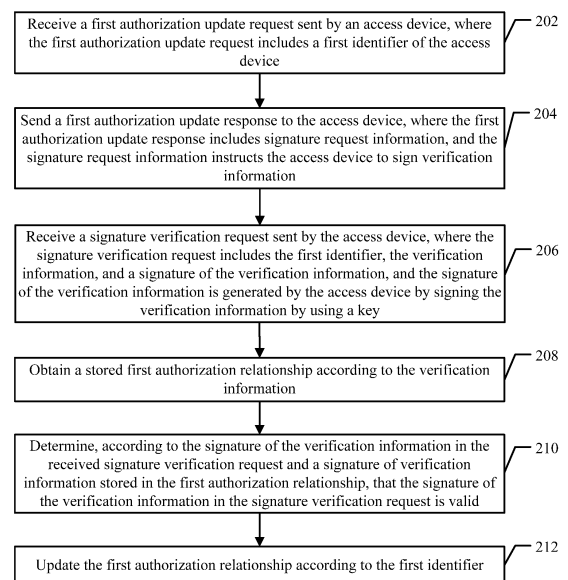 Receive a first authorization update request sent by an access device, where
the first authorization update request includes a first identifier of the access
device
202
Send a first authorization update response to the access device, where the first
authorization update response includes signature request information, and the
signature request information instructs the access device to sign verification
information
204
Receive a signature verification request sent by the access device, where the
signature verification request includes the first identifier, the verification
information, and a signature of the verification information, and the signature
of the verification information is generated by the access device by signing the
verification information by using a key
206
Obtain a stored first authorization relationship according to the verification
information
208
Determine, according to the signature of the verification information in the
received signature verification request and a signature of verification
information stored in the first authorization relationship, that the signature
of the verification information in the signature verification request is valid
210
Update the first authorization relationship according to the first identifier
212